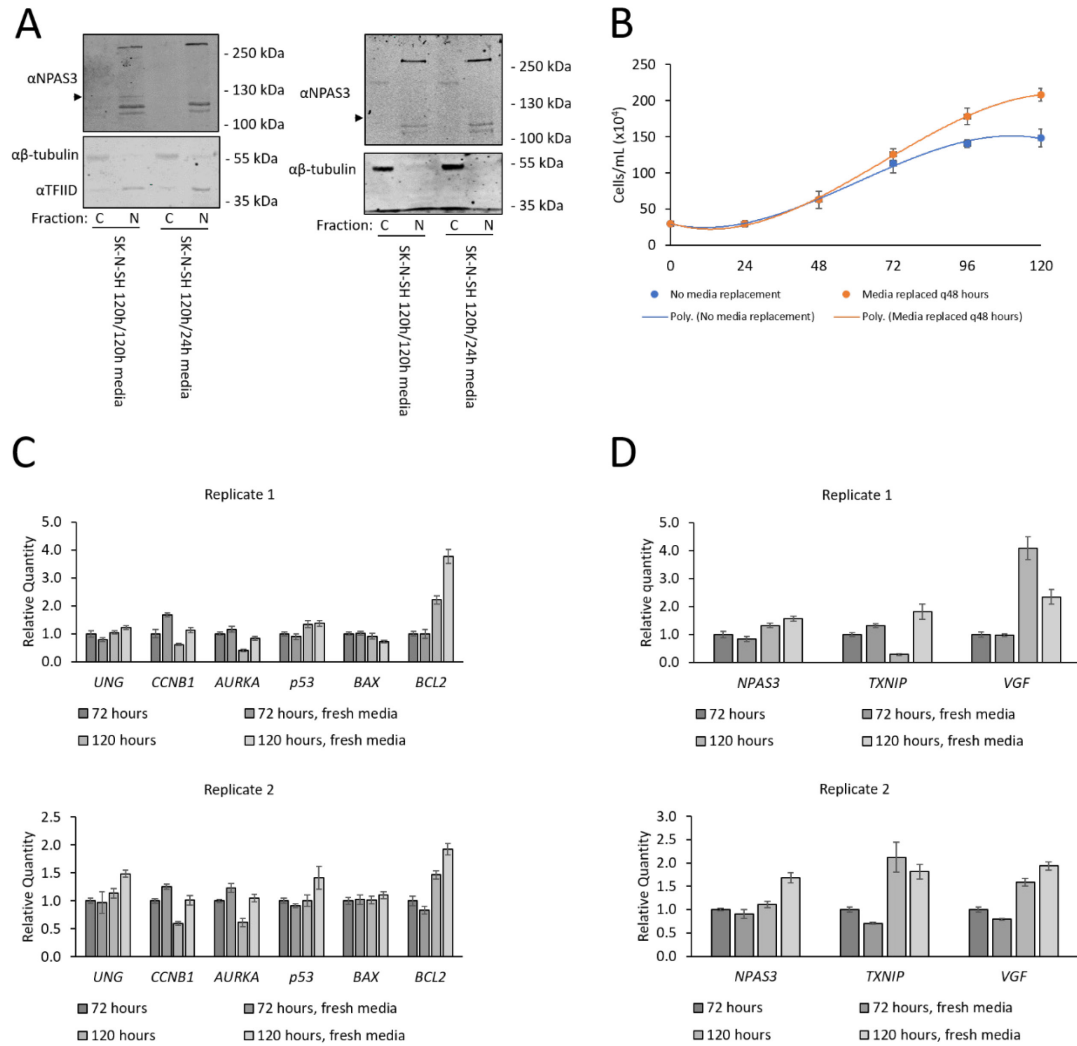 A
αNPAS3
- 250 kDa
- 130 kDa
- 100 kDa
αβ-tubulin
- 55 kDa
αTFIID
- 35 kDa
Fraction: C N C N
SK-N-SH 120h/120h media
SK-N-SH 120h/24h media
αNPAS3
- 250 kDa
- 130 kDa
- 100 kDa
αβ-tubulin
- 55 kDa
- 35 kDa
Fraction: C N C N
SK-N-SH 120h/120h media
SK-N-SH 120h/24h media
B
Cells/mL (x10⁴)
250
200
150
100
50
0
0 24 48 72 96 120
No media replacement
Media replaced q48 hours
Poly. (No media replacement)
Poly. (Media replaced q48 hours)
C
Replicate 1
Relative Quantity
5.0
4.0
3.0
2.0
1.0
0.0
UNG CCNB1 AURKA p53 BAX BCL2
72 hours
72 hours, fresh media
120 hours
120 hours, fresh media
Replicate 2
Relative Quantity
2.5
2.0
1.5
1.0
0.5
0.0
UNG CCNB1 AURKA p53 BAX BCL2
72 hours
72 hours, fresh media
120 hours
120 hours, fresh media
D
Replicate 1
Relative quantity
5.0
4.0
3.0
2.0
1.0
0.0
NPAS3 TXNIP VGF
72 hours
72 hours, fresh media
120 hours
120 hours, fresh media
Replicate 2
Relative Quantity
3.0
2.5
2.0
1.5
1.0
0.5
0.0
NPAS3 TXNIP VGF
72 hours
72 hours, fresh media
120 hours
120 hours, fresh media